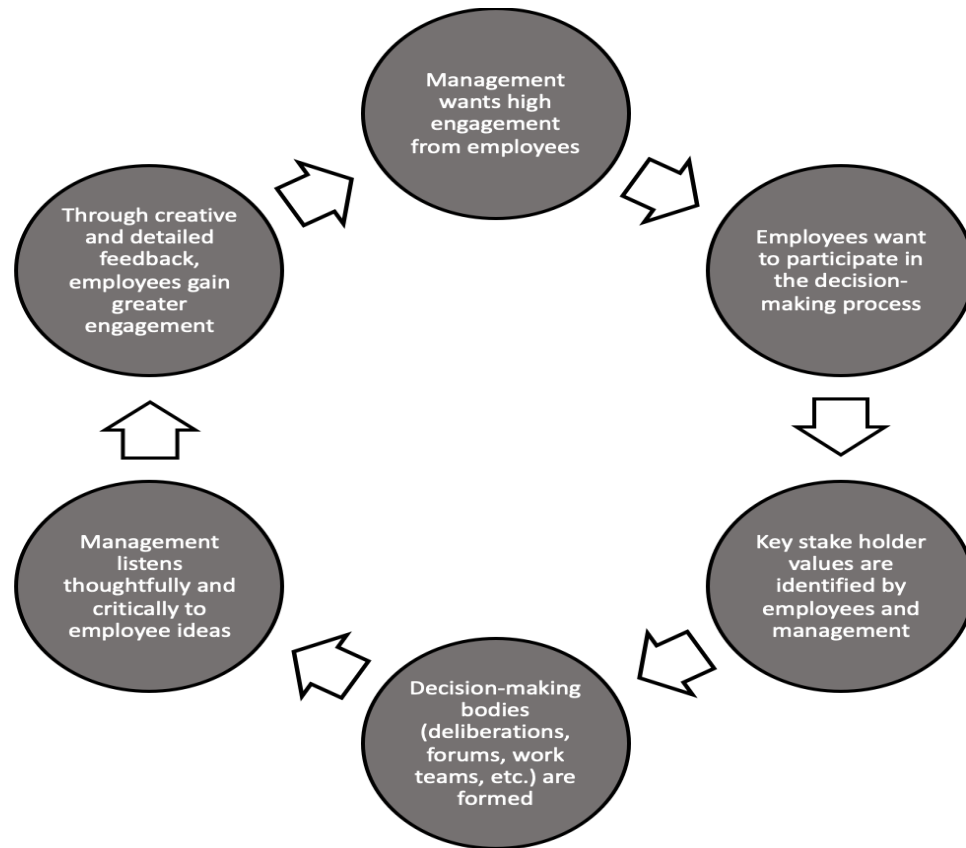 Management
wants high
engagement
from employees
Employees want
to participate in
the decision-
making process
Key stake holder
values are
identified by
employees and
management
Decision-making
bodies
(deliberations,
forums, work
teams, etc.) are
formed
Management
listens
thoughtfully and
critically to
employee ideas
Through creative
and detailed
feedback,
employees gain
greater
engagement